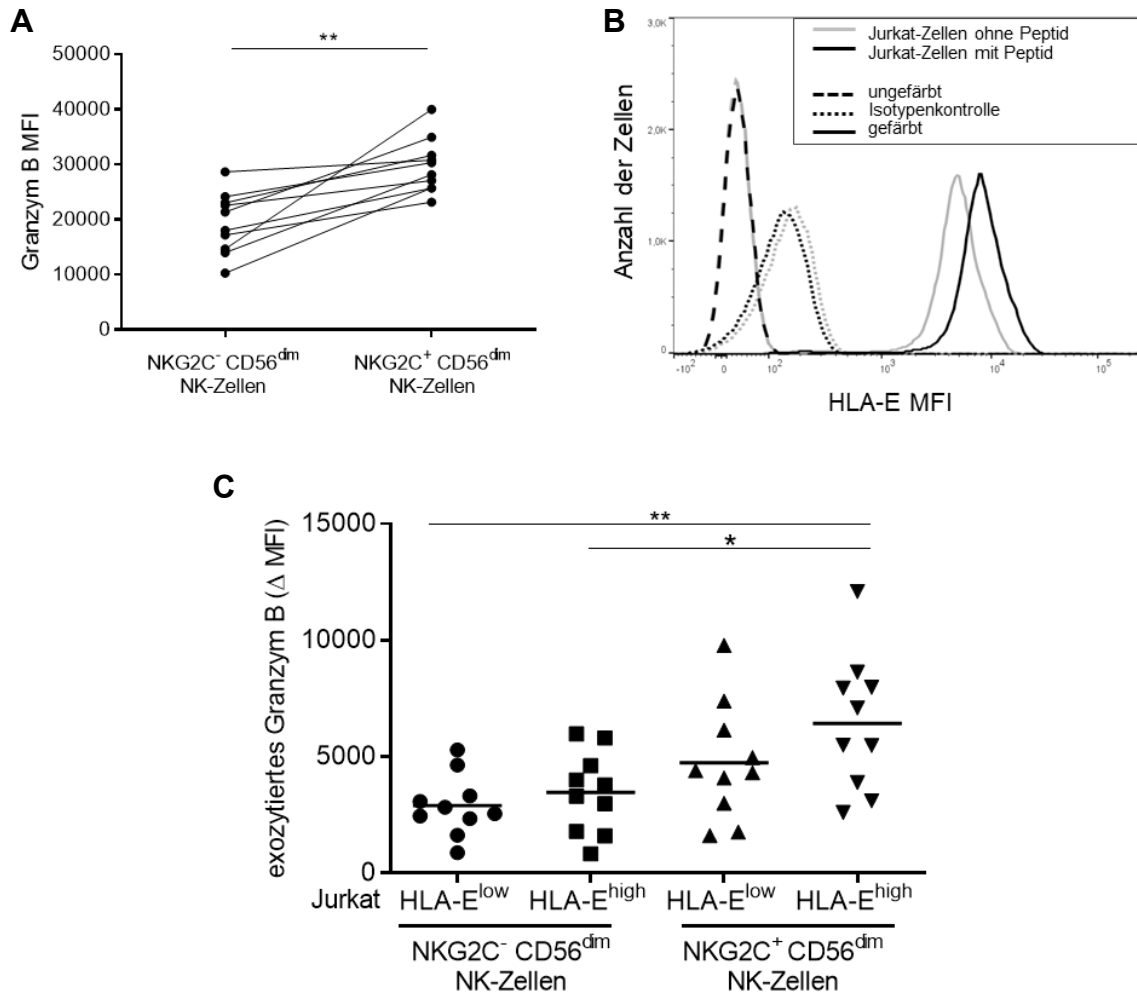 A
**
50000
40000
30000
20000
10000
0
Granzym B MFI
NKG2C⁻ CD56ᵈⁱᵐ
NK-Zellen
NKG2C⁺ CD56ᵈⁱᵐ
NK-Zellen
B
3,0K
2,0K
1,0K
0
Anzahl der Zellen
Jurkat-Zellen ohne Peptid
Jurkat-Zellen mit Peptid
ungefärbt
Isotypenkontrolle
gefärbt
-10² 0 10² 10³ 10⁴ 10⁵
HLA-E MFI
C
**
*
15000
10000
5000
0
exozytiertes Granzym B (Δ MFI)
Jurkat HLA-Eˡᵒʷ HLA-Eʰⁱᵍʰ HLA-Eˡᵒʷ HLA-Eʰⁱᵍʰ
NKG2C⁻ CD56ᵈⁱᵐ
NK-Zellen
NKG2C⁺ CD56ᵈⁱᵐ
NK-Zellen